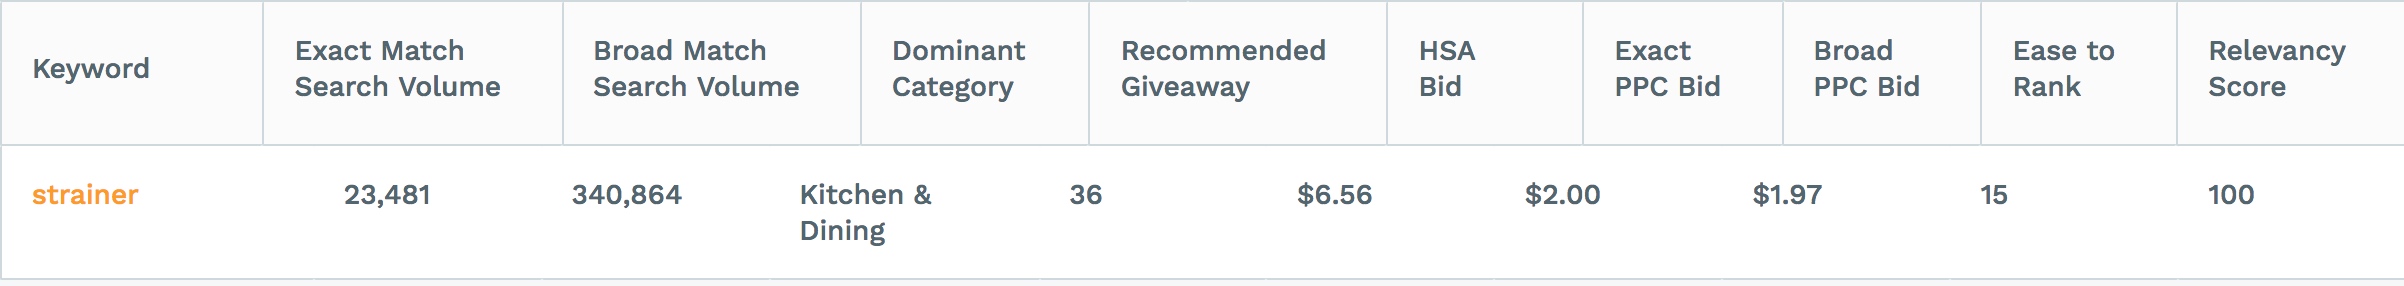 Keyword
Exact Match
Search Volume
Broad Match
Search Volume
Dominant
Category
Recommended
Giveaway
HSA
Bid
Exact
PPC Bid
Broad
PPC Bid
Ease to
Rank
Relevancy
Score
strainer
23,481
340,864
Kitchen &
Dining
36
$6.56
$2.00
$1.97
15
100